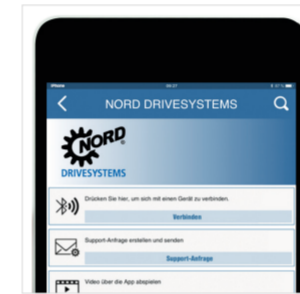 iPhone
NORD DRIVESYSTEMS
NORD
DRIVESYSTEMS
Drücken Sie hier, um sich mit einem Gerät zu verbinden.
Verbinden
Support-Anfrage erstellen und senden
Support-Anfrage
Video über die App abspielen